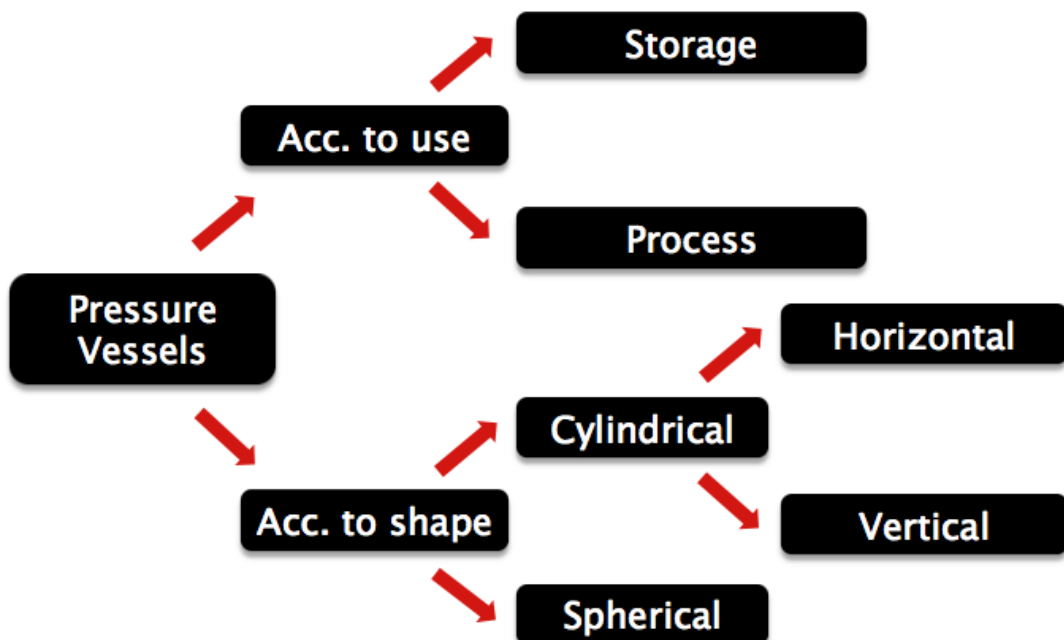 Storage
Acc. to use
Process
Pressure
Vessels
Horizontal
Cylindrical
Vertical
Acc. to shape
Spherical